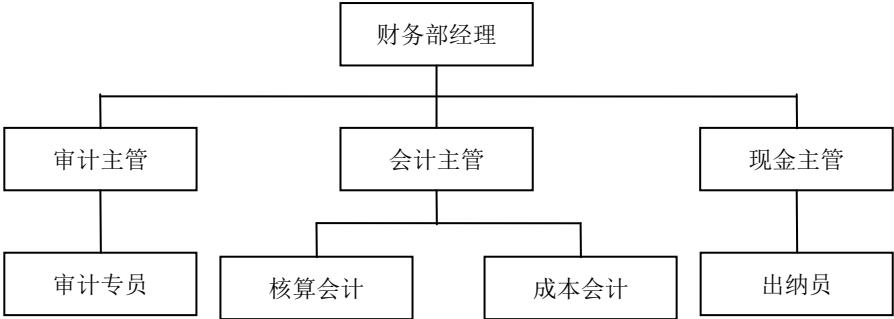 财务部经理
审计主管
会计主管
现金主管
审计专员
核算会计
成本会计
出纳员